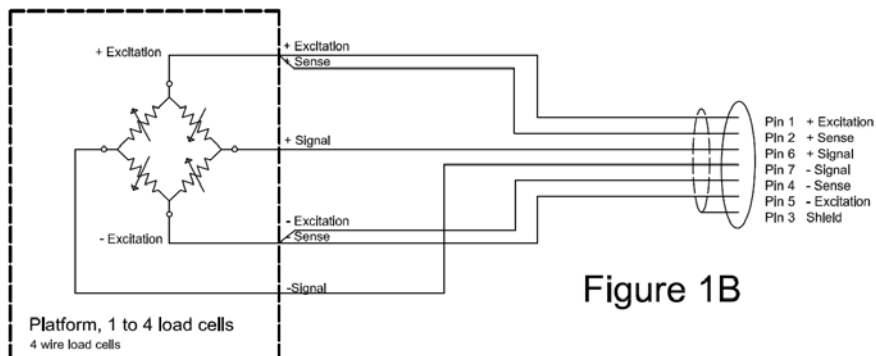 + Excitation
+ Excitation
+ Sense
+ Signal
- Excitation
- Excitation
- Sense
-Signal
Platform, 1 to 4 load cells
4 wire load cells
Pin 1 + Excitation
Pin 2 + Sense
Pin 6 + Signal
Pin 7 - Signal
Pin 4 - Sense
Pin 5 - Excitation
Pin 3 Shield
Figure 1B